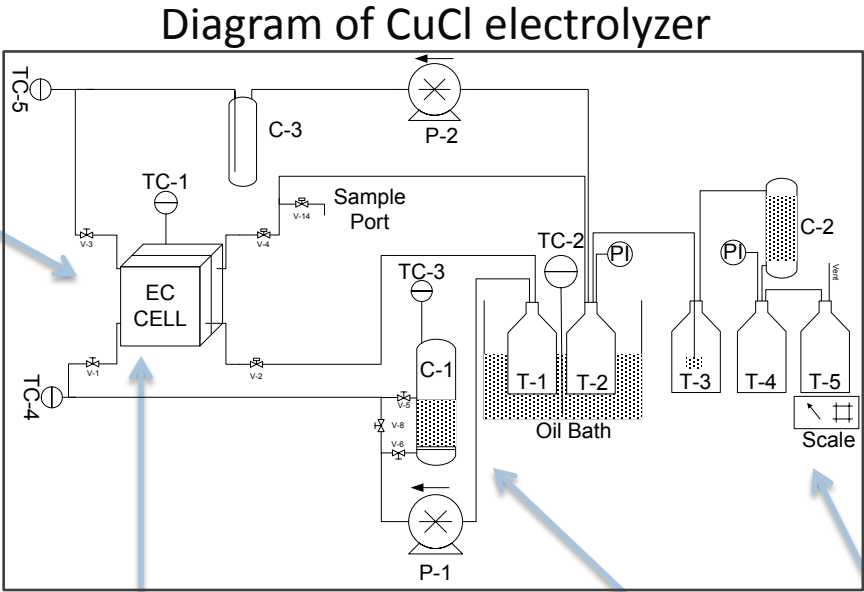 Diagram of CuCl electrolyzer
TC-5
C-3
P-2
TC-1
Sample
Port
V-14
V-3
V-4
TC-2
PI
PI
C-2
Vent
TC-3
EC
CELL
C-1
T-1
T-2
T-3
T-4
T-5
V-1
V-2
TC-4
V-5
V-8
V-6
Oil Bath
Scale
P-1